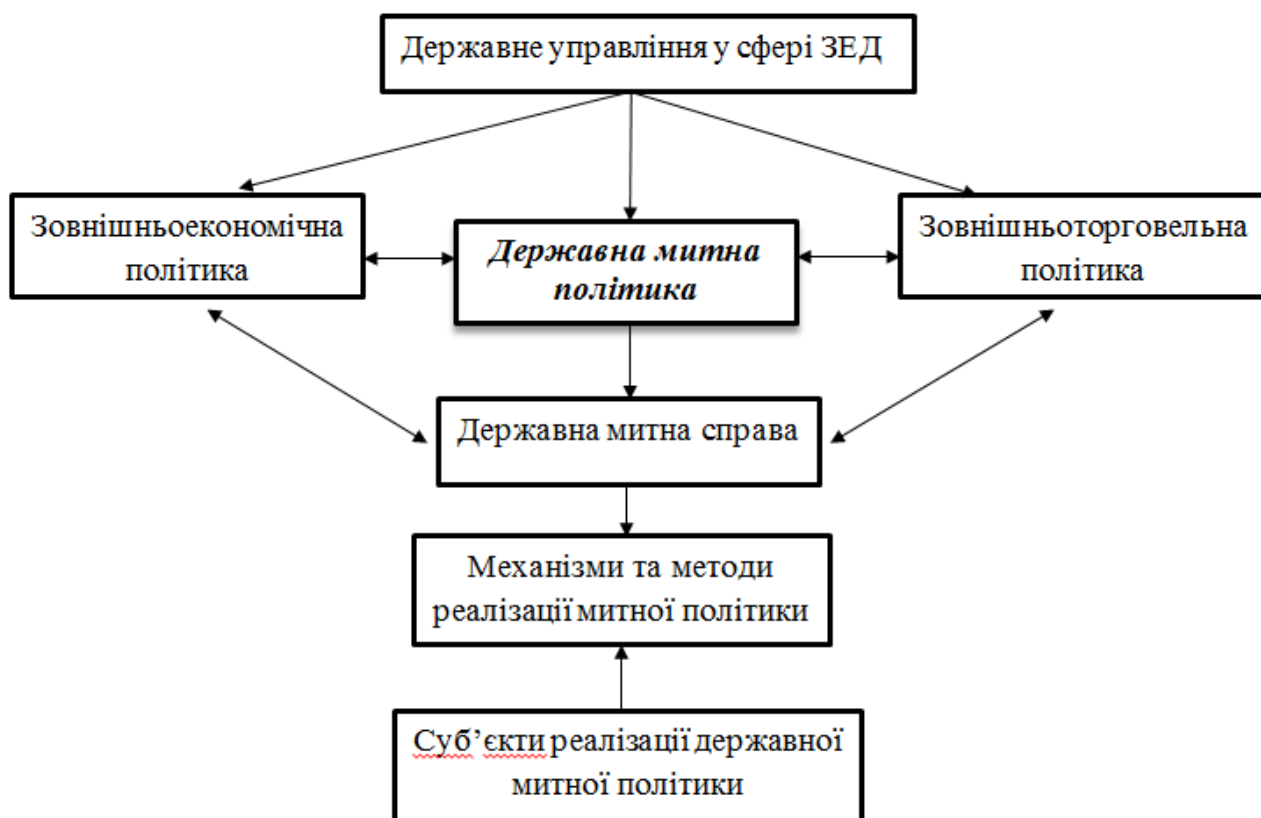 Державне управління у сфері ЗЕД
Зовнішньоекономічна
політика
Державна митна
політика
Зовнішньоторговельна
політика
Державна митна справа
Механізми та методи
реалізації митної політики
Суб’єкти реалізації державної
митної політики